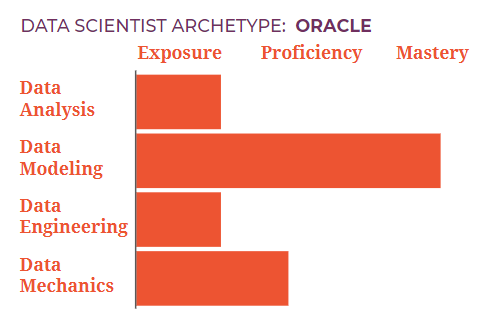 DATA SCIENTIST ARCHETYPE: ORACLE
Exposure Proficiency Mastery
Data
Analysis
Data
Modeling
Data
Engineering
Data
Mechanics